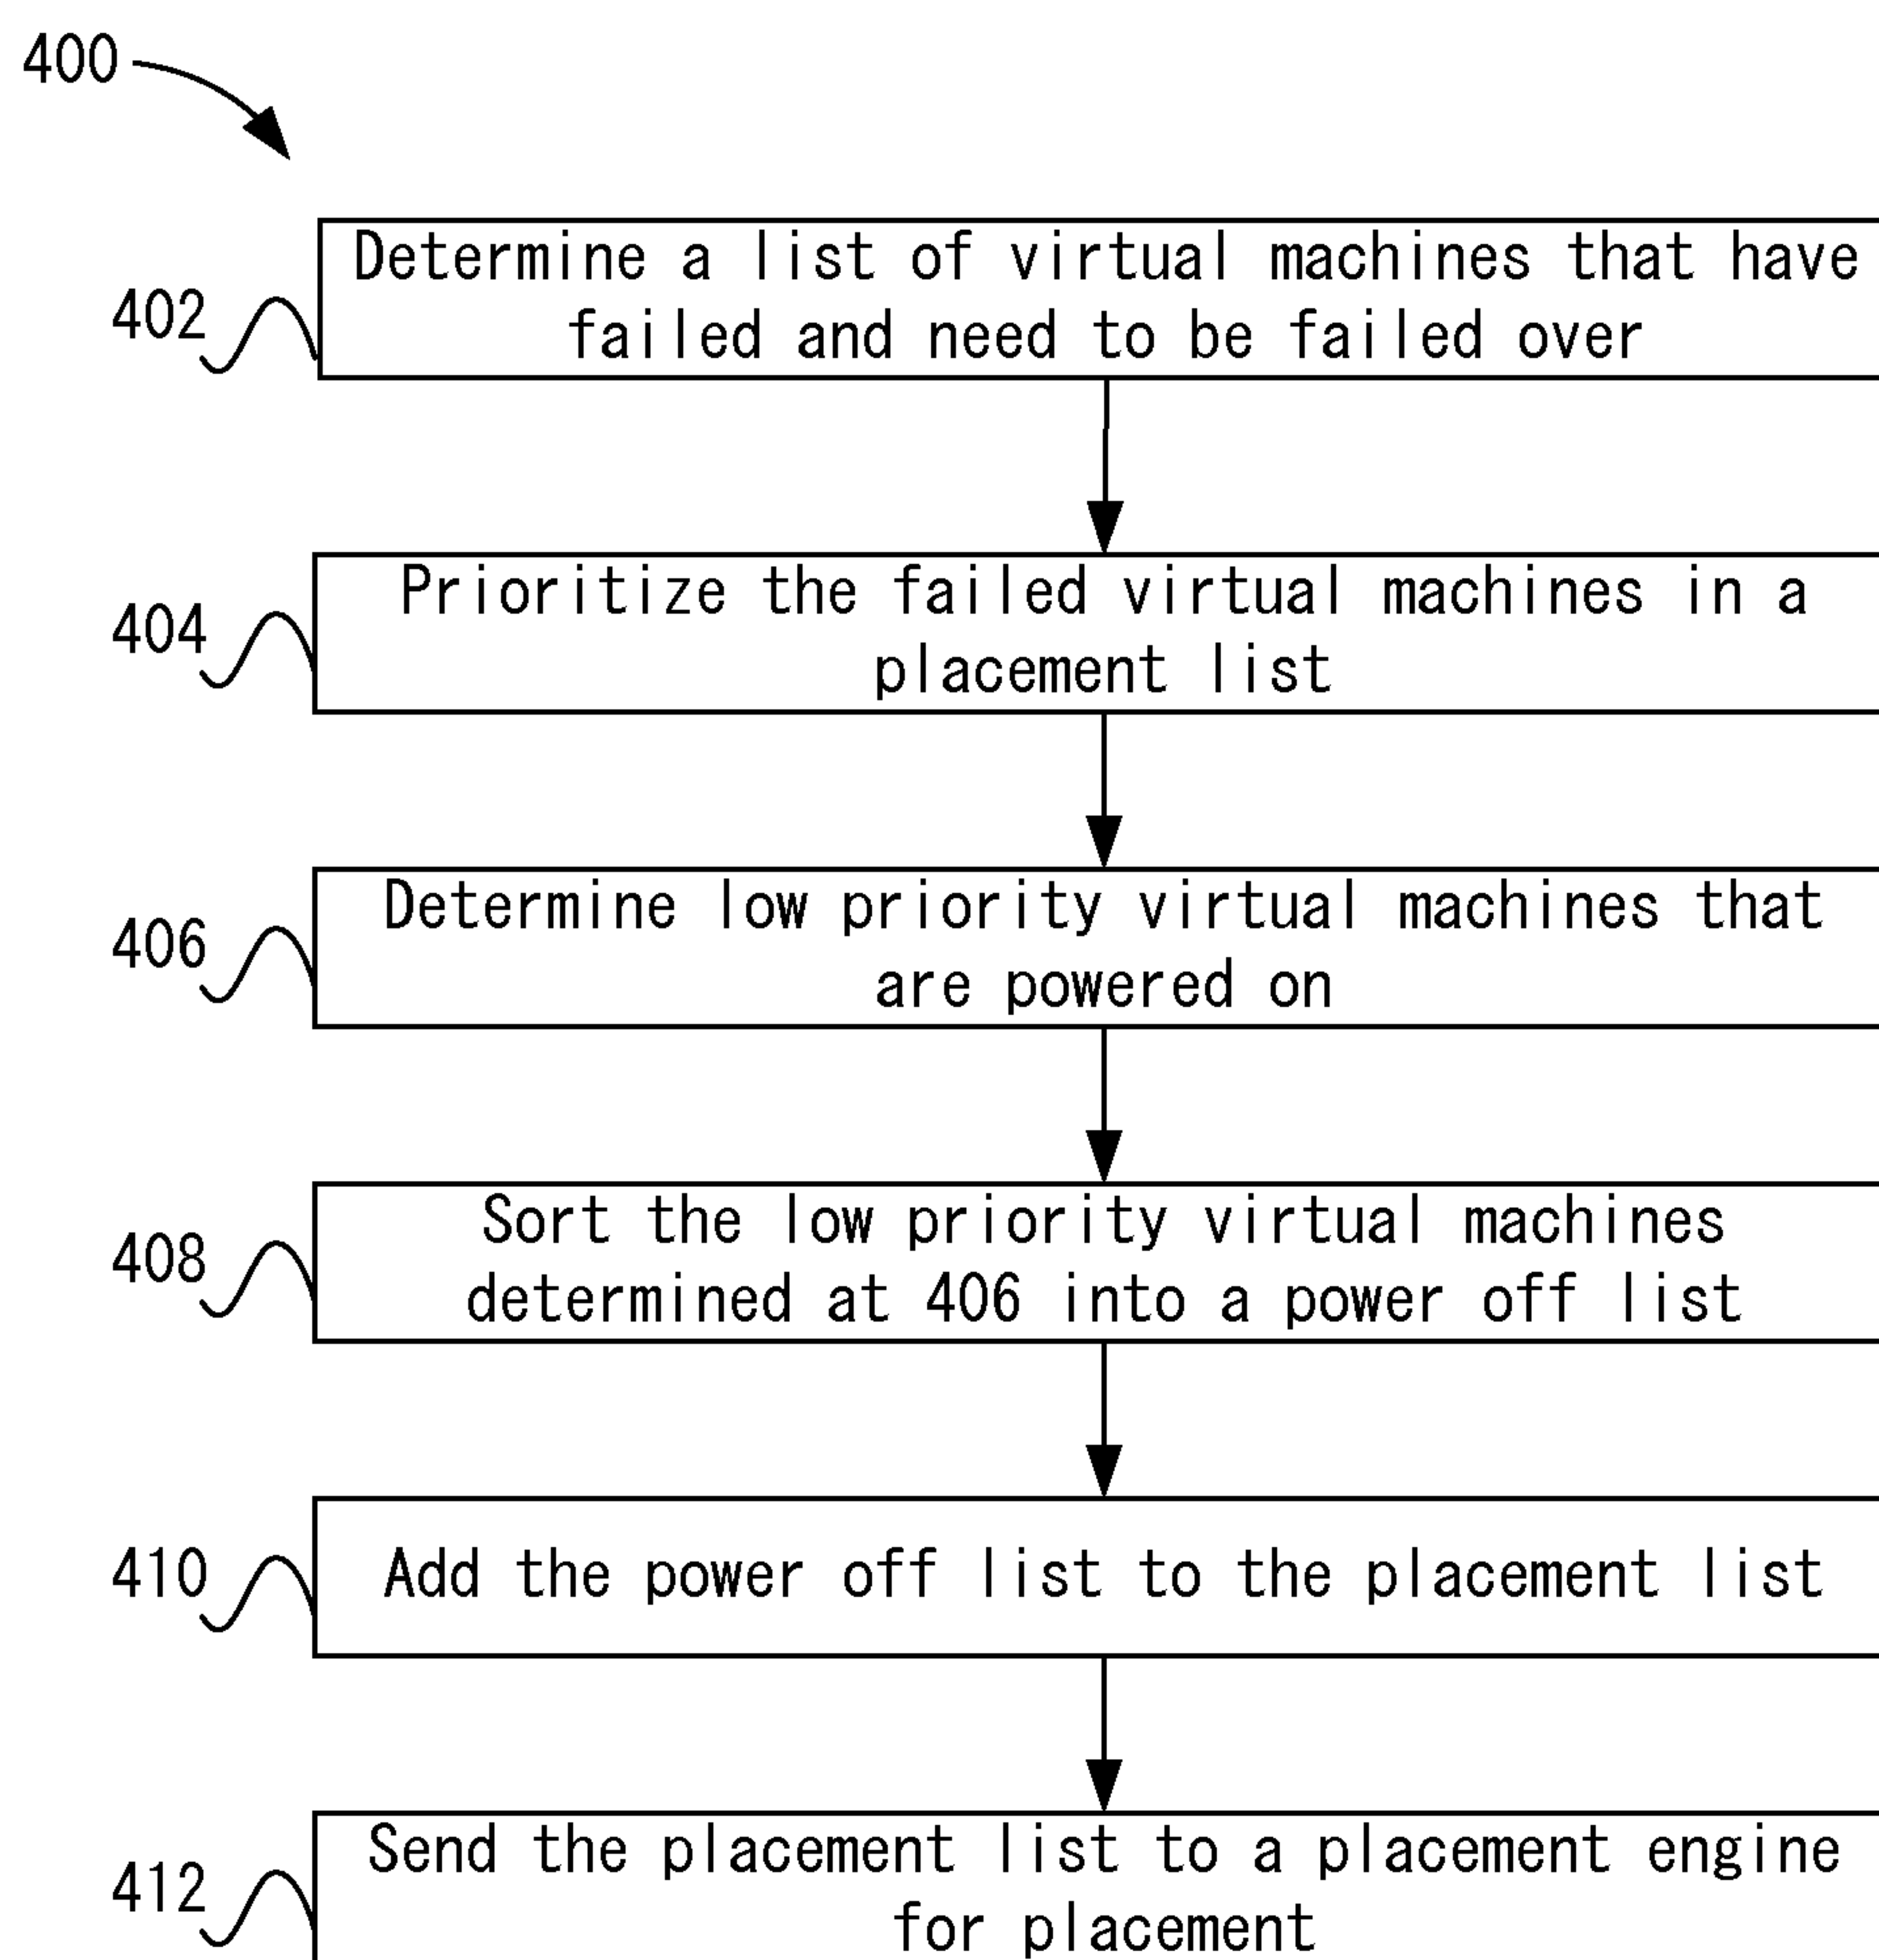 400
402
Determine a list of virtual machines that have
failed and need to be failed over
404
Prioritize the failed virtual machines in a
placement list
406
Determine low priority virtual machines that
are powered on
408
Sort the low priority virtual machines
determined at 406 into a power off list
410
Add the power off list to the placement list
412
Send the placement list to a placement engine
for placement